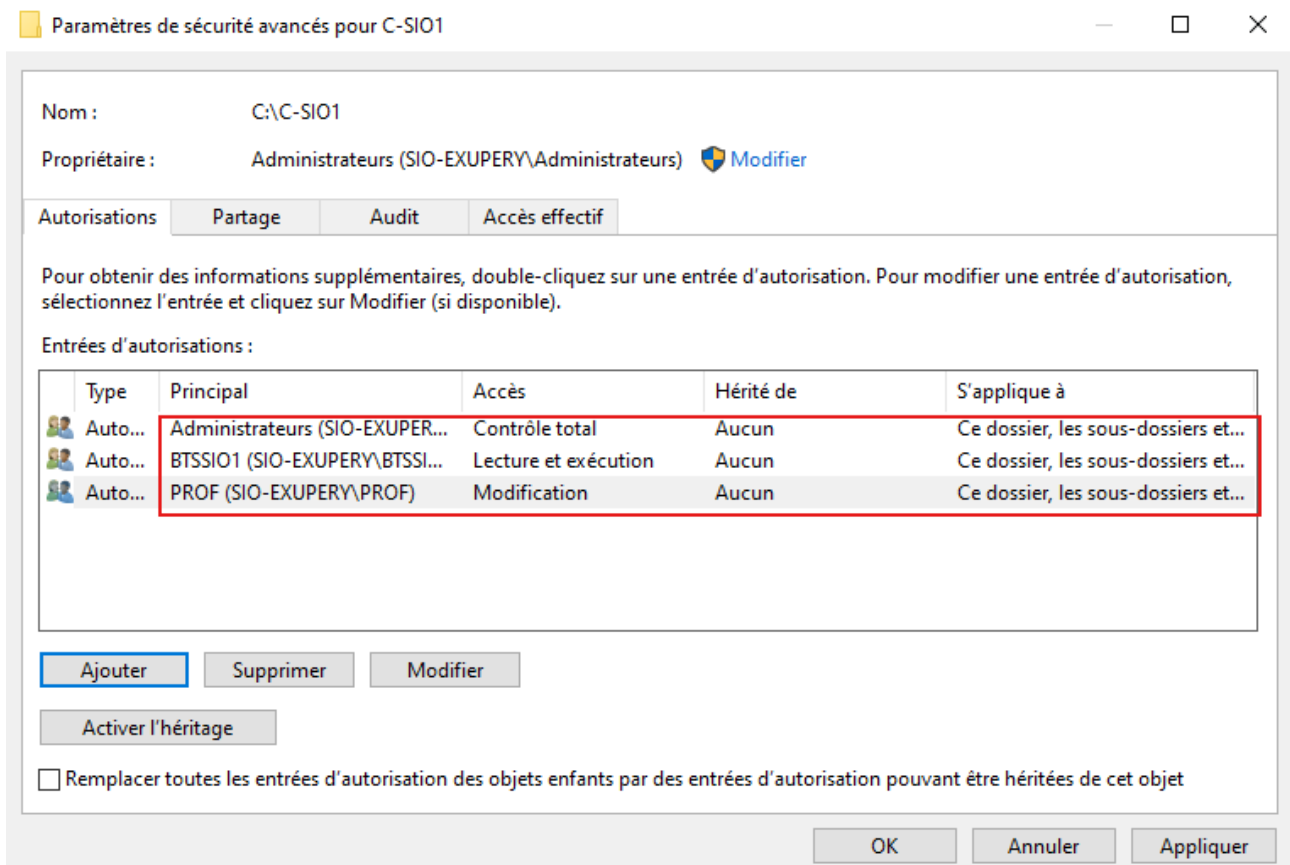 Paramètres de sécurité avancés pour C-SIO1
Nom :
C:\C-SIO1
Propriétaire :
Administrateurs (SIO-EXUPERY\Administrateurs)
Modifier
Autorisations
Partage
Audit
Accès effectif
Pour obtenir des informations supplémentaires, double-cliquez sur une entrée d'autorisation. Pour modifier une entrée d'autorisation,
sélectionnez l'entrée et cliquez sur Modifier (si disponible).
Entrées d'autorisations :
Type Principal Accès Hérité de S'applique à
Auto... Administrateurs (SIO-EXUPER... Contrôle total Aucun Ce dossier, les sous-dossiers et...
Auto... BTSSIO1 (SIO-EXUPERY\BTSSI... Lecture et exécution Aucun Ce dossier, les sous-dossiers et...
Auto... PROF (SIO-EXUPERY\PROF) Modification Aucun Ce dossier, les sous-dossiers et...
Ajouter
Supprimer
Modifier
Activer l'héritage
Remplacer toutes les entrées d'autorisation des objets enfants par des entrées d'autorisation pouvant être héritées de cet objet
OK
Annuler
Appliquer